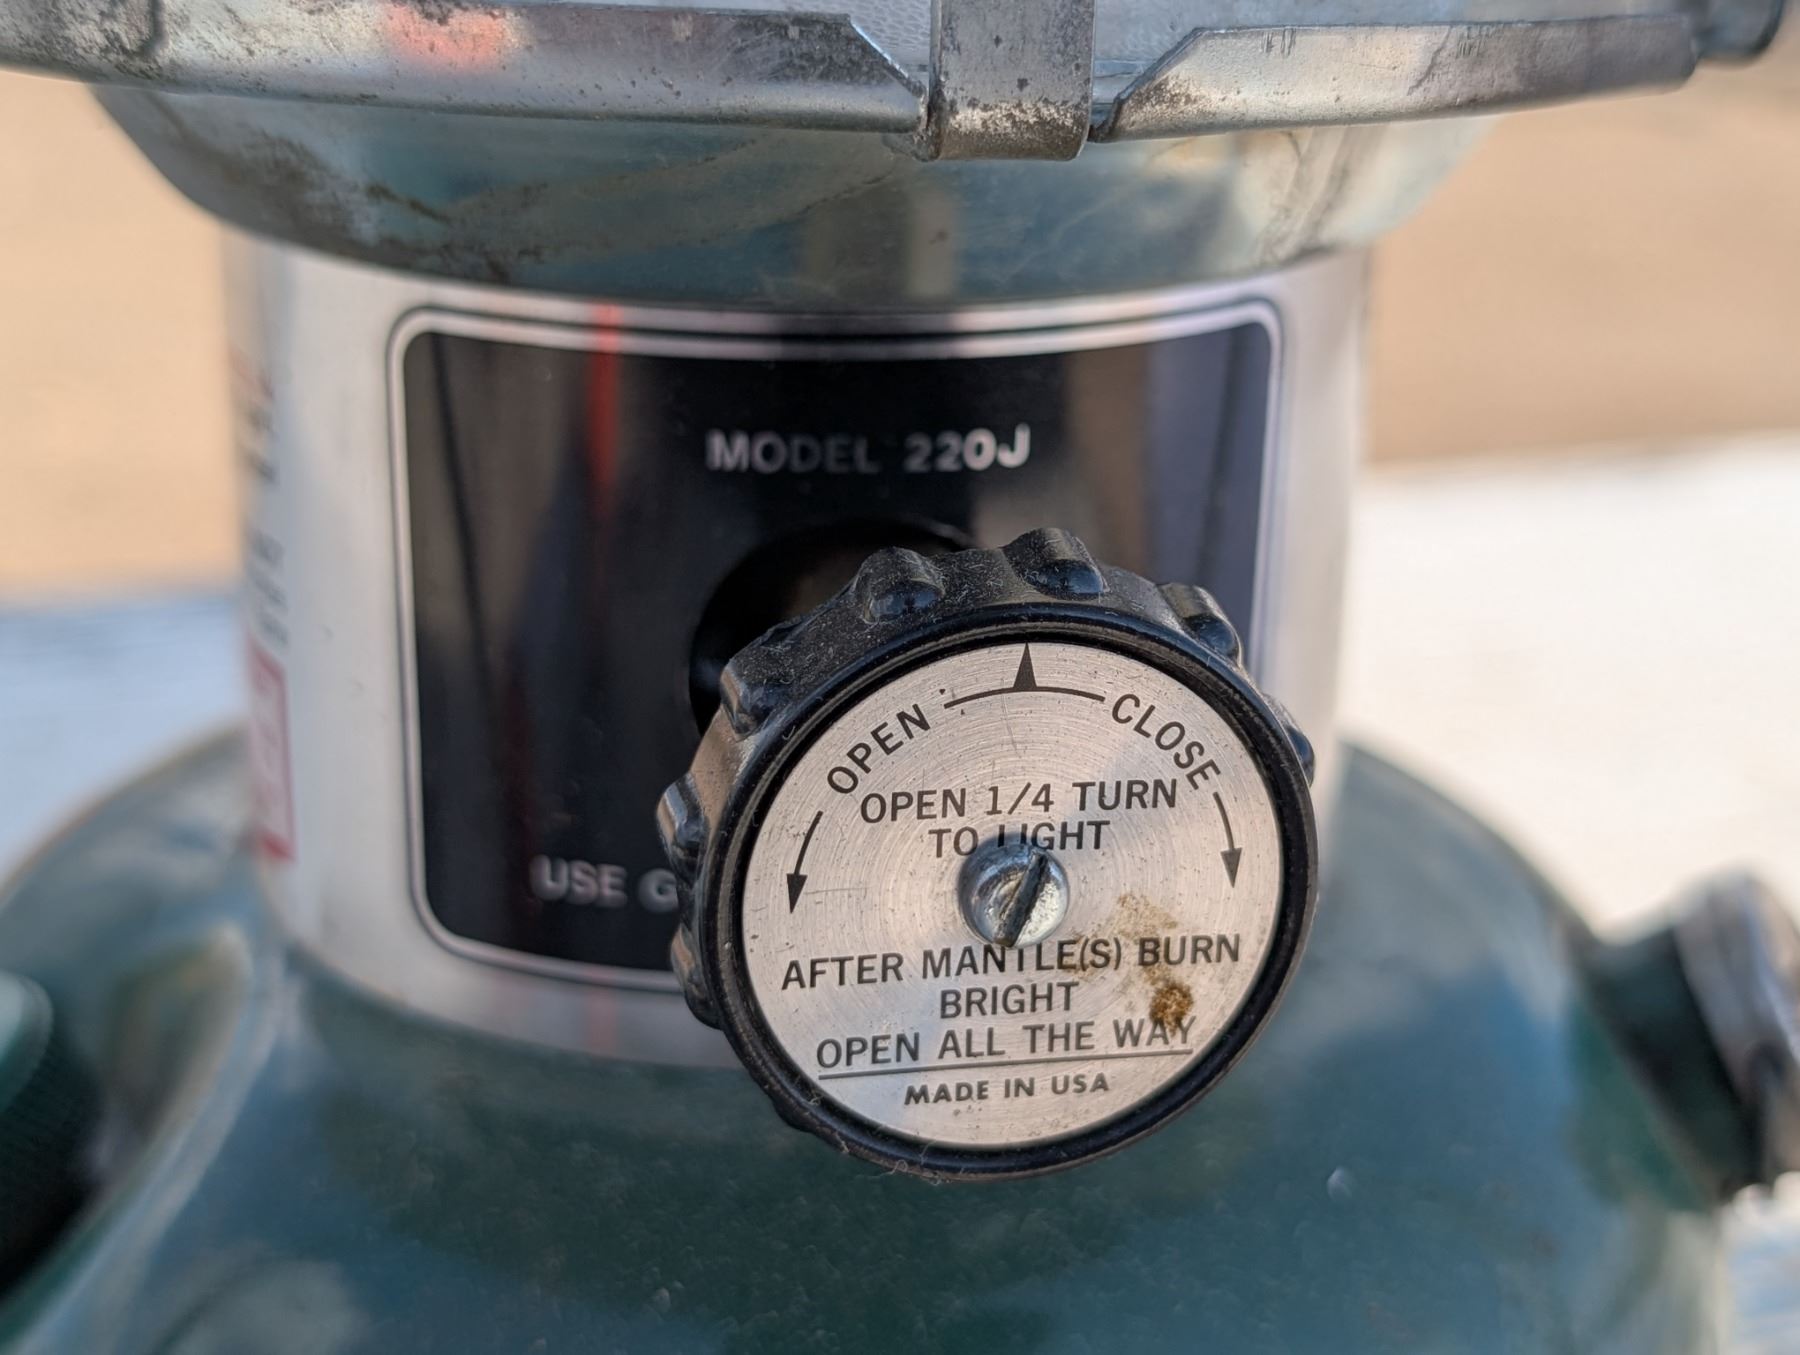 MODEL 220J
USE G
OPEN CLOSE
OPEN 1/4 TURN
TO LIGHT
AFTER MANTLE(S) BURN
BRIGHT
OPEN ALL THE WAY
MADE IN USA